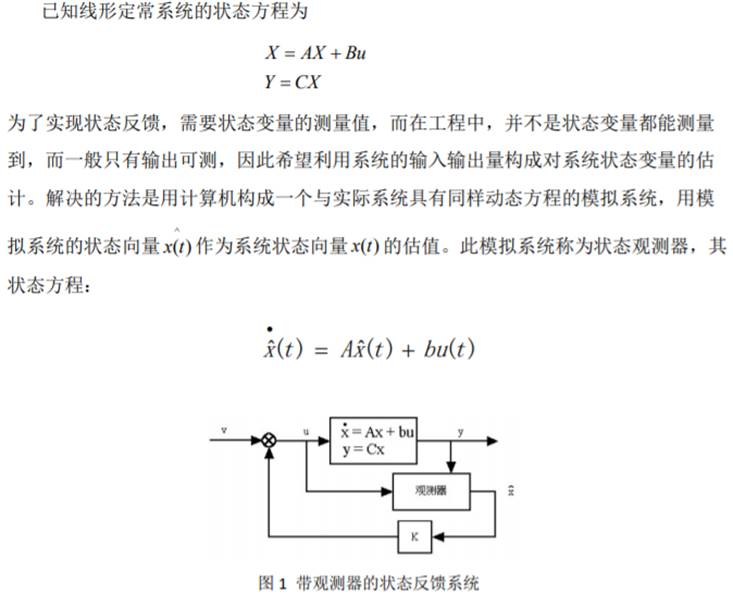 已知线形定常系统的状态方程为
X = AX + Bu
Y = CX
为了实现状态反馈，需要状态变量的测量值，而在工程中，并不是状态变量都能测量
到，而一般只有输出可测，因此希望利用系统的输入输出量构成对系统状态变量的估
计。解决的方法是用计算机构成一个与实际系统具有同样动态方程的模拟系统，用模
拟系统的状态向量x̂(t)作为系统状态向量x(t)的估值。此模拟系统称为状态观测器，其
状态方程：
x̂̇(t) = Ax̂(t) + bu(t)
v
u
ẋ = Ax + bu
y = Cx
y
观测器
x̂
K
图 1 带观测器的状态反馈系统